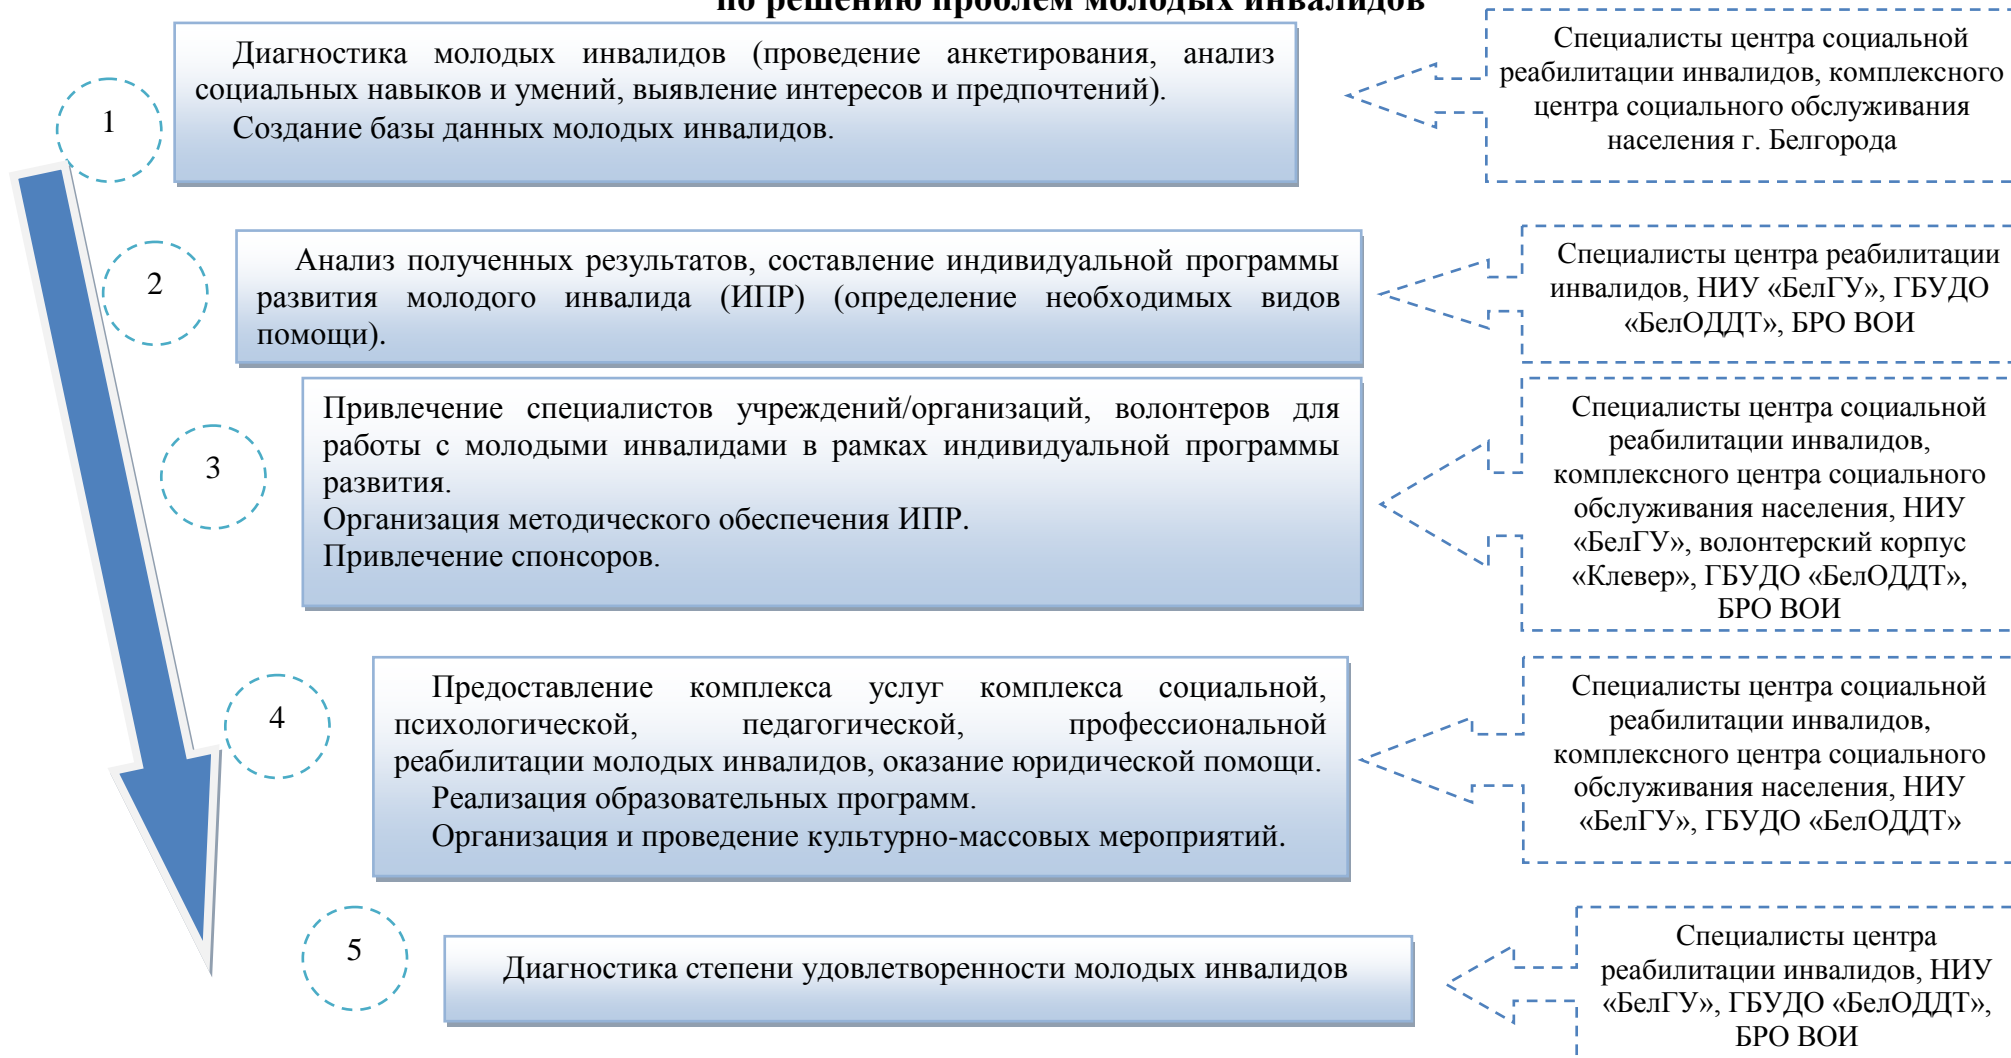 по решению проблем молодых инвалидов
1
Диагностика молодых инвалидов (проведение анкетирования, анализ
социальных навыков и умений, выявление интересов и предпочтений).
Создание базы данных молодых инвалидов.
Специалисты центра социальной
реабилитации инвалидов, комплексного
центра социального обслуживания
населения г. Белгорода
2
Анализ полученных результатов, составление индивидуальной программы
развития молодого инвалида (ИПР) (определение необходимых видов
помощи).
Специалисты центра реабилитации
инвалидов, НИУ «БелГУ», ГБУДО
«БелОДДТ», БРО ВОИ
3
Привлечение специалистов учреждений/организаций, волонтеров для
работы с молодыми инвалидами в рамках индивидуальной программы
развития.
Организация методического обеспечения ИПР.
Привлечение спонсоров.
Специалисты центра социальной
реабилитации инвалидов,
комплексного центра социального
обслуживания населения, НИУ
«БелГУ», волонтерский корпус
«Клевер», ГБУДО «БелОДДТ»,
БРО ВОИ
4
Предоставление комплекса услуг комплекса социальной,
психологической, педагогической, профессиональной
реабилитации молодых инвалидов, оказание юридической помощи.
Реализация образовательных программ.
Организация и проведение культурно-массовых мероприятий.
Специалисты центра социальной
реабилитации инвалидов,
комплексного центра социального
обслуживания населения, НИУ
«БелГУ», ГБУДО «БелОДДТ»
5
Диагностика степени удовлетворенности молодых инвалидов
Специалисты центра
реабилитации инвалидов, НИУ
«БелГУ», ГБУДО «БелОДДТ»,
БРО ВОИ